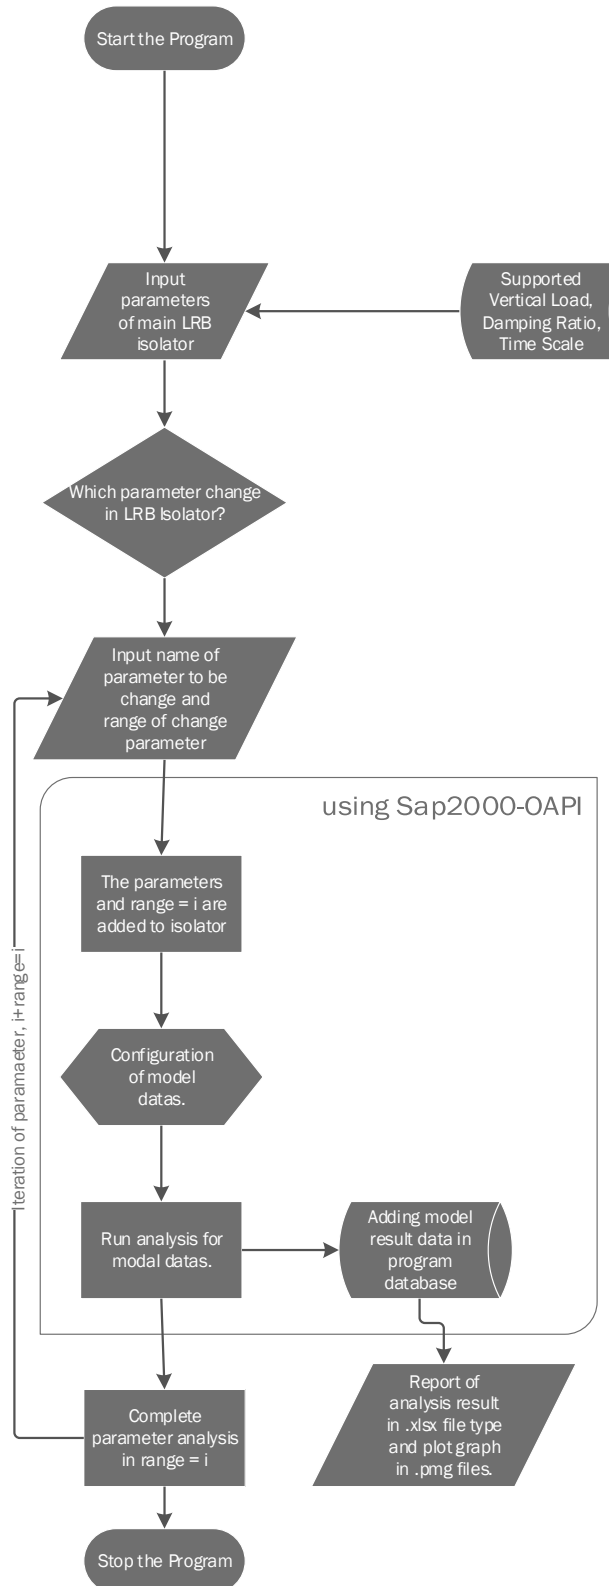 Start the Program
Input
parameters
of main LRB
isolator
Supported
Vertical Load,
Damping Ratio,
Time Scale
Which parameter change
in LRB Isolator?
Input name of
parameter to be
change and
range of change
parameter
using Sap2000-OAPI
The parameters
and range = i are
added to isolator
Configuration
of model
datas.
Run analysis for
modal datas.
Adding model
result data in
program
database
Iteration of paramaeter, i+range=i
Complete
parameter analysis
in range = i
Report of
analysis result
in .xlsx file type
and plot graph
in .pmg files.
Stop the Program